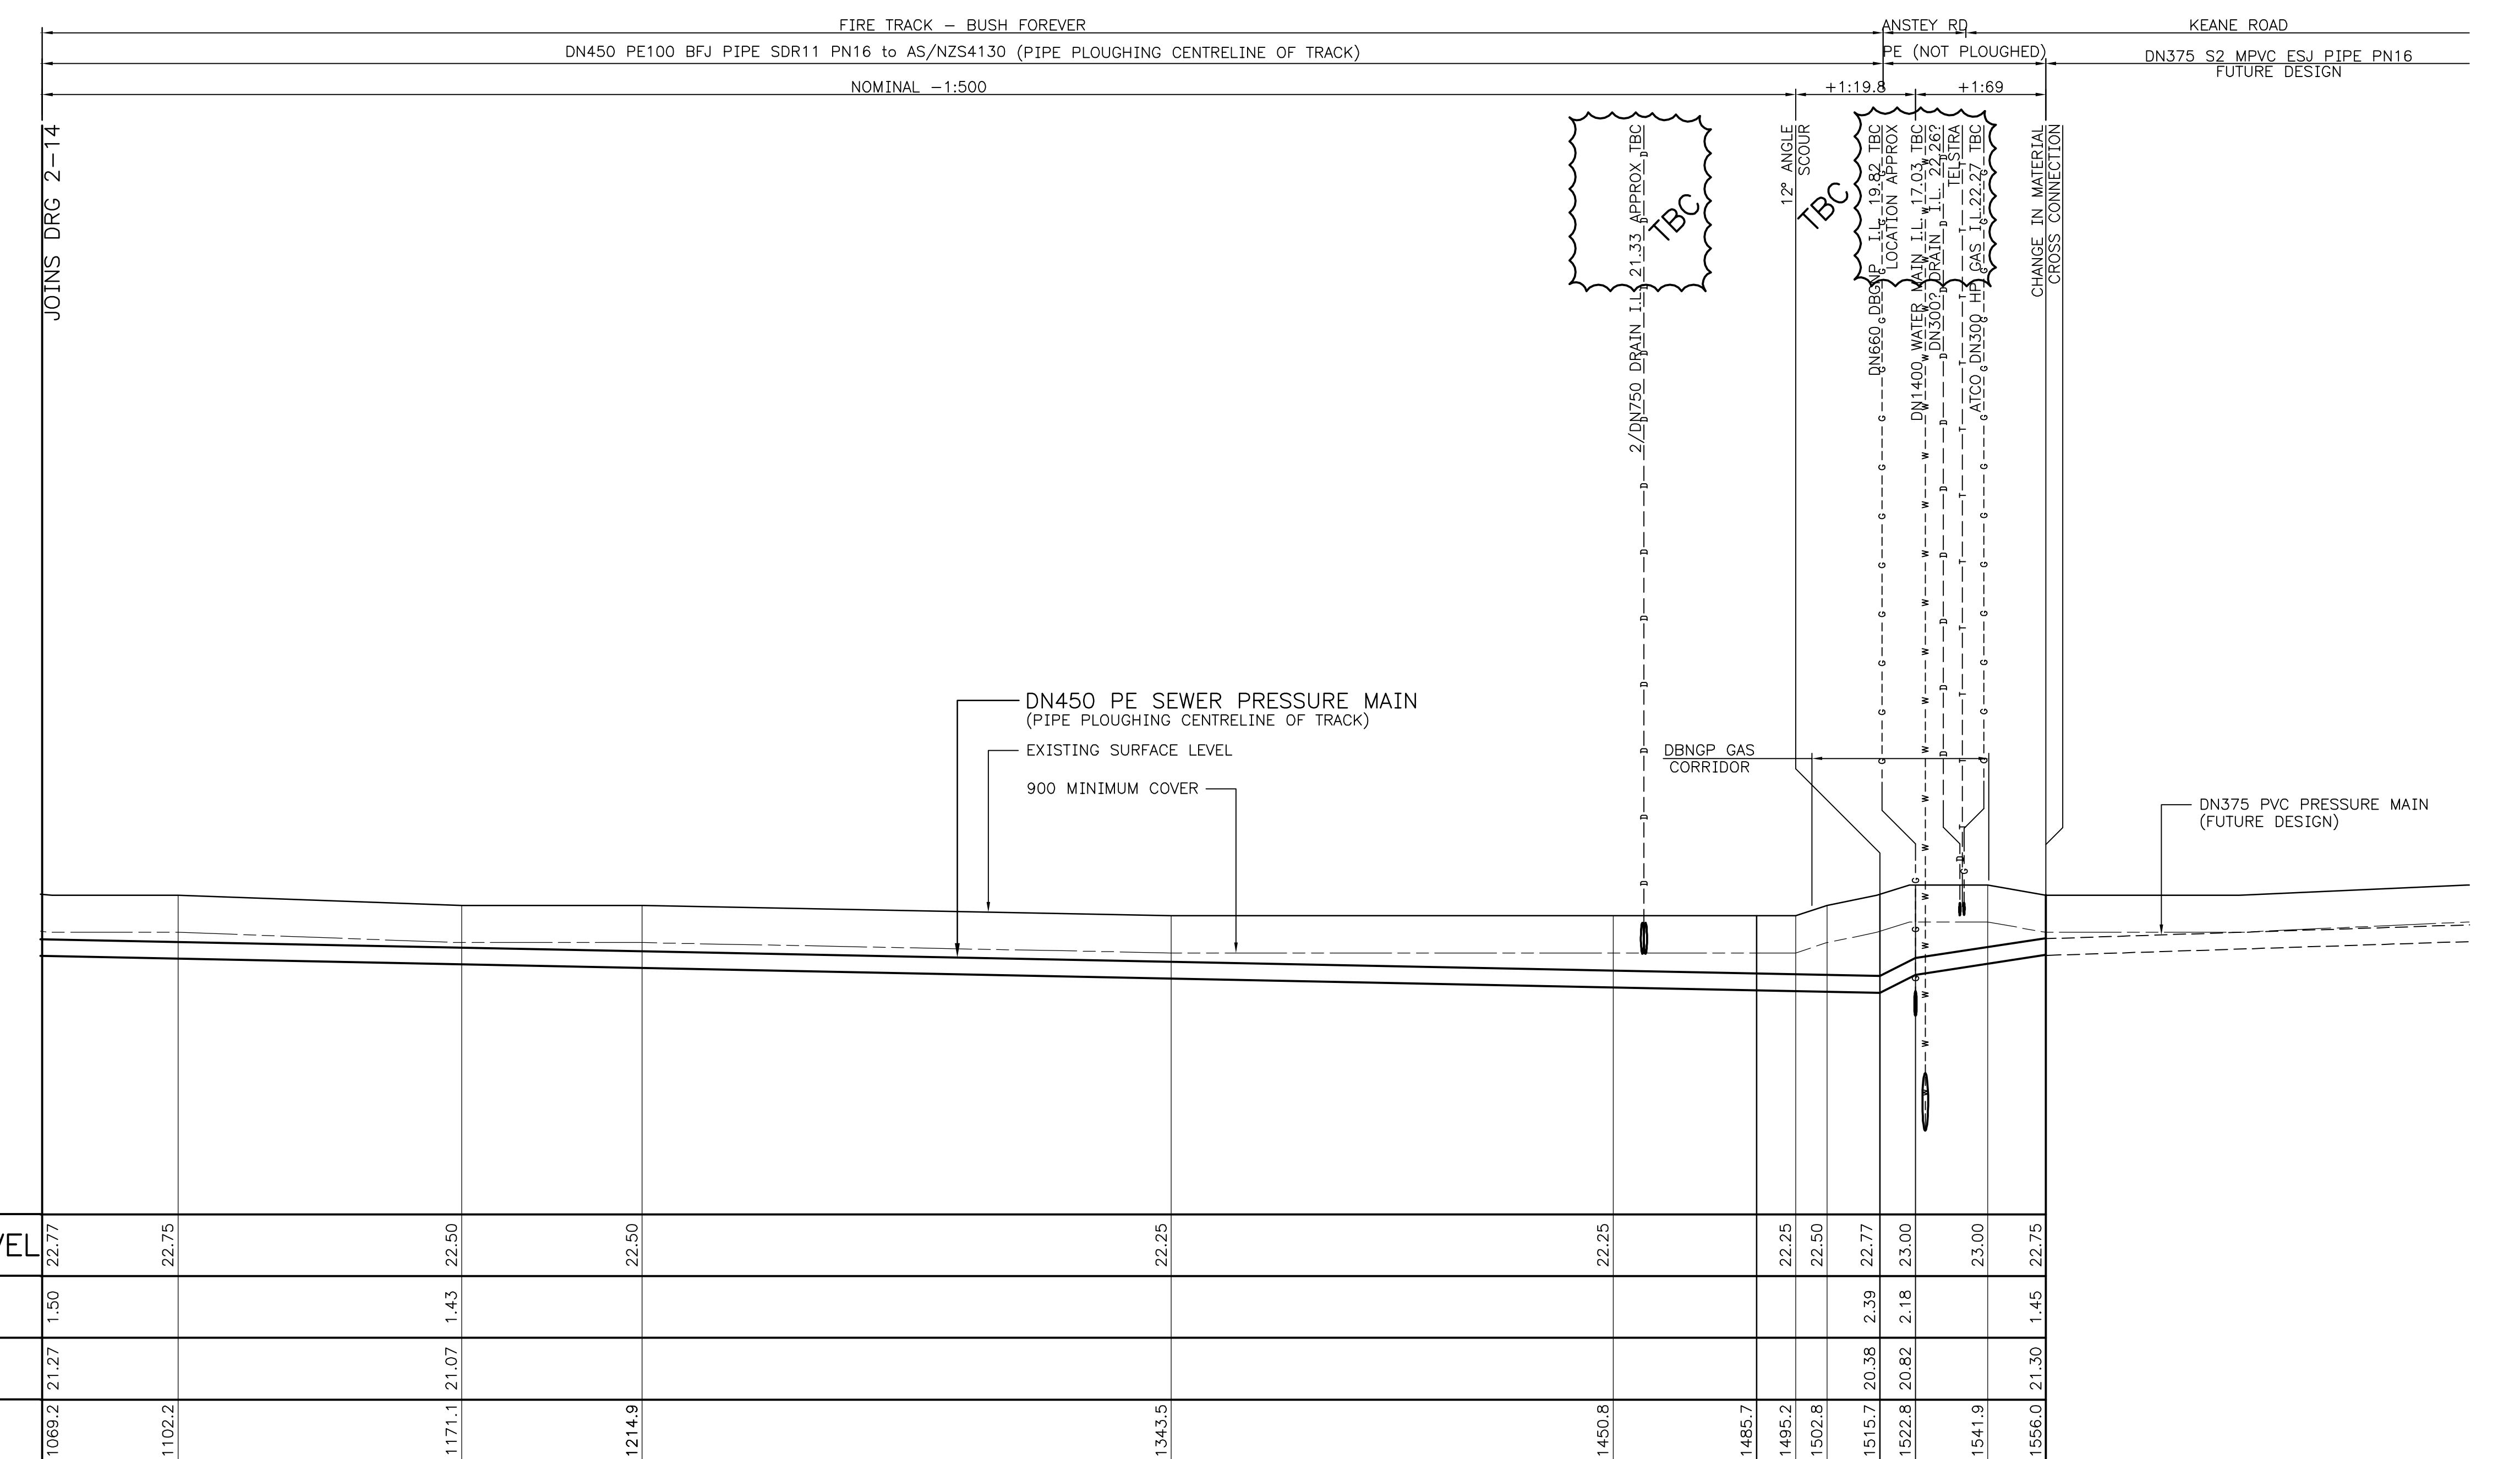 FIRE TRACK – BUSH FOREVER
ANSTEY RD
KEANE ROAD
DN450 PE100 BFJ PIPE SDR11 PN16 to AS/NZS4130 (PIPE PLOUGHING CENTRELINE OF TRACK)
PE (NOT PLOUGHED)
DN375 S2 MPVC ESJ PIPE PN16
FUTURE DESIGN
NOMINAL –1:500
+1:19.8
+1:69
JOINS DRG 2–14
2/DN750 DRAIN I.L. 21.33 APPROX TBC
TBC
12° ANGLE
SCOUR
TBC
DN660 DBGNP I.L. 19.82 TBC
LOCATION APPROX
DN1400 WATER MAIN I.L. 17.03 TBC
DN300? DRAIN I.L. 22.26?
TELSTRA
ATCO DN300 HP GAS I.L.22.27 TBC
CHANGE IN MATERIAL
CROSS CONNECTION
DN450 PE SEWER PRESSURE MAIN
(PIPE PLOUGHING CENTRELINE OF TRACK)
EXISTING SURFACE LEVEL
900 MINIMUM COVER
DBNGP GAS
CORRIDOR
DN375 PVC PRESSURE MAIN
(FUTURE DESIGN)
VEL 22.77 22.75 22.50 22.50 22.25 22.25 22.25 22.50 22.77 23.00 23.00 22.75
1.50 1.43 2.39 2.18 1.45
21.27 21.07 20.38 20.82 21.30
1069.2 1102.2 1171.1 1214.9 1343.5 1450.8 1485.7 1495.2 1502.8 1515.7 1522.8 1541.9 1556.0